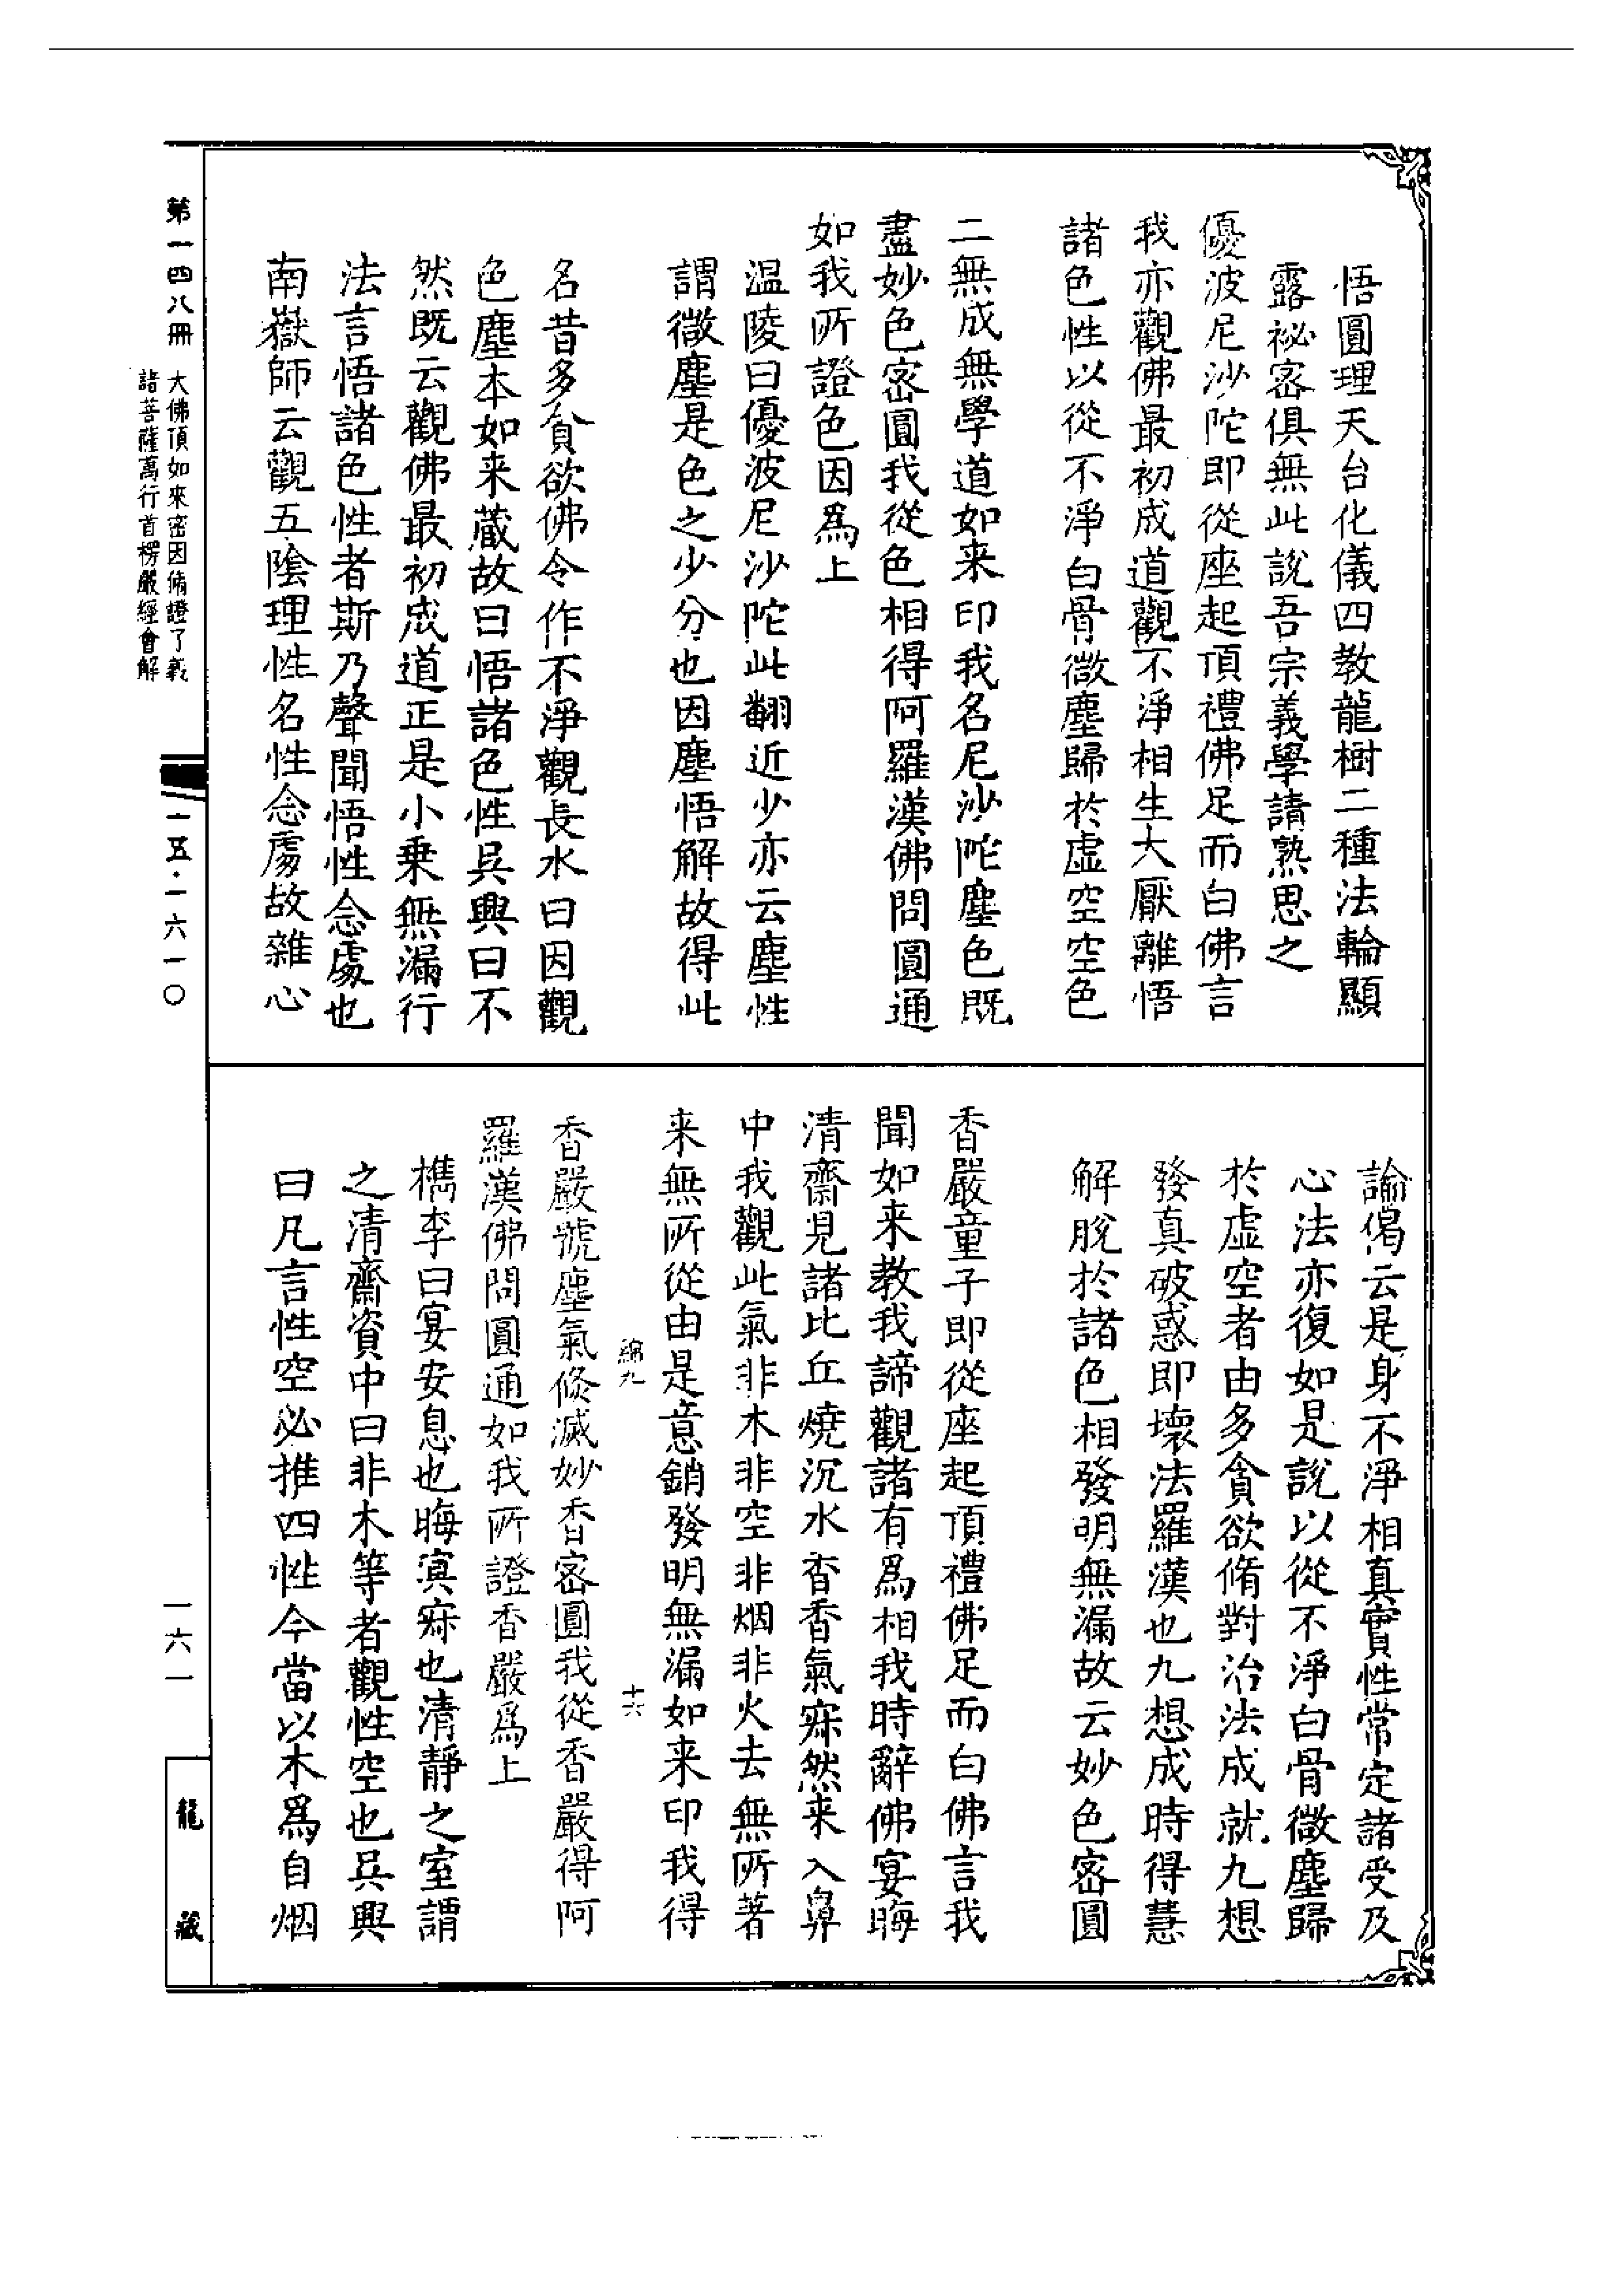 悟圓理天台化儀四教龍樹二種法輪顯
露祕密俱無此說吾宗義學請熟思之
優波尼沙陀即從座起頂禮佛足而白佛言
我亦觀佛最初成道觀不淨相生大厭離悟
諸色性以從不淨白骨微塵歸於虛空空色
二無成無學道如来印我名尼沙陀塵色既
盡妙色密圓我從色相得阿羅漢佛問圓通
如我所證色因爲上
温陵曰優波尼沙陀此翻近少亦云塵性
謂微塵是色之少分也因塵悟解故得此
名昔多貪欲佛令作不淨觀長水曰因觀
色塵本如来藏故曰悟諸色性吳興曰不
然既云觀佛最初成道正是小乗無漏行
法言悟諸色性者斯乃聲聞悟性念處也
南嶽師云觀五陰理性名性念處故雜心
論偈云是身不淨相真實性常定諸受及
心法亦復如是說以從不淨白骨微塵歸
於虛空者由多貪欲脩對治法成就九想
發真破惑即壞法羅漢也九想成時得慧
解脫於諸色相發明無漏故云妙色密圓
香嚴童子即從座起頂禮佛足而白佛言我
聞如来教我諦觀諸有爲相我時辭佛宴晦
清齋見諸比丘燒沉水香香氣寂然来入鼻
中我觀此氣非木非空非烟非火去無所著
来無所從由是意銷發明無漏如来印我得
綿九
十六
香嚴號塵氣倐滅妙香密圓我從香嚴得阿
羅漢佛問圓通如我所證香嚴爲上
檇李曰宴安息也晦寞寂也清靜之室謂
之清齋資中曰非木等者觀性空也吳興
曰凡言性空必推四性今當以木爲自烟
第一四八冊
大佛頂如來密因脩證了義
諸菩薩萬行首楞嚴經會解
一五·一六一〇
一六一
龍藏